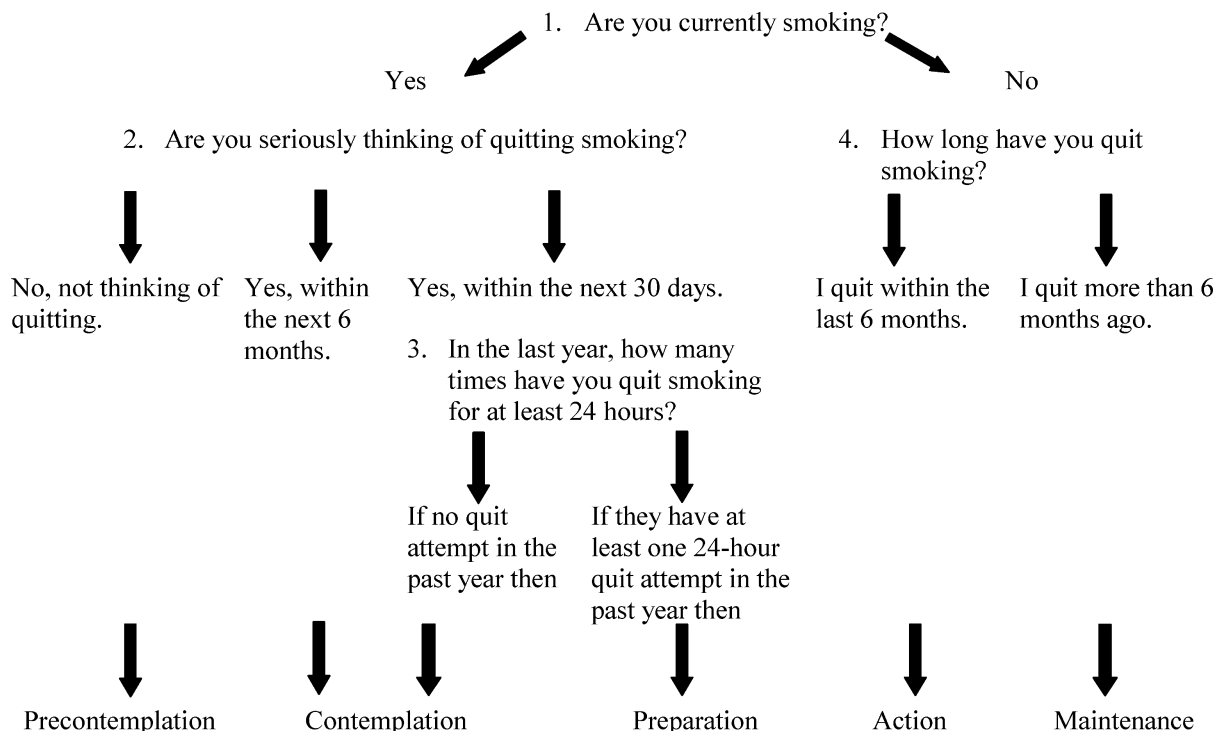 1. Are you currently smoking?
Yes
No
2. Are you seriously thinking of quitting smoking?
4. How long have you quit
smoking?
No, not thinking of
quitting.
Yes, within
the next 6
months.
Yes, within the next 30 days.
3. In the last year, how many
times have you quit smoking
for at least 24 hours?
I quit within the
last 6 months.
I quit more than 6
months ago.
If no quit
attempt in the
past year then
If they have at
least one 24-hour
quit attempt in the
past year then
Precontemplation
Contemplation
Preparation
Action
Maintenance